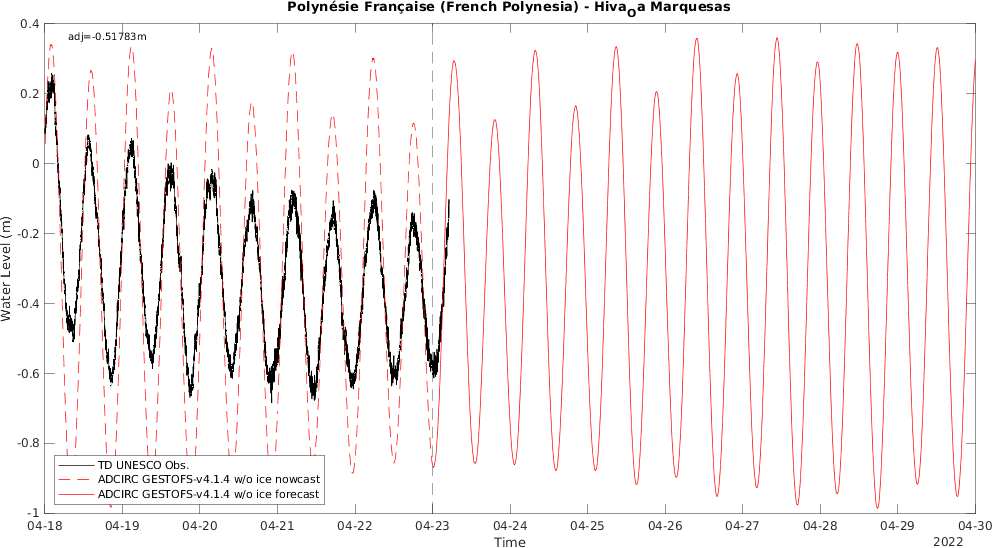 Polynésie Française (French Polynesia) - Hiva_Oa Marquesas
adj=-0.51783m
0.4
0.2
0
-0.2
-0.4
-0.6
-0.8
-1
Water Level (m)
TD UNESCO Obs.
ADCIRC GESTOFS-v4.1.4 w/o ice nowcast
ADCIRC GESTOFS-v4.1.4 w/o ice forecast
04-18 04-19 04-20 04-21 04-22 04-23 04-24 04-25 04-26 04-27 04-28 04-29 04-30
Time
2022